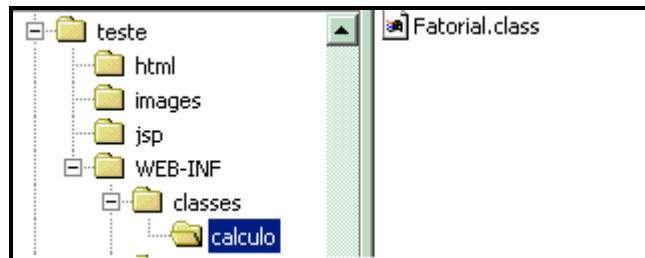 teste
html
images
jsp
WEB-INF
classes
calculo
Fatorial.class